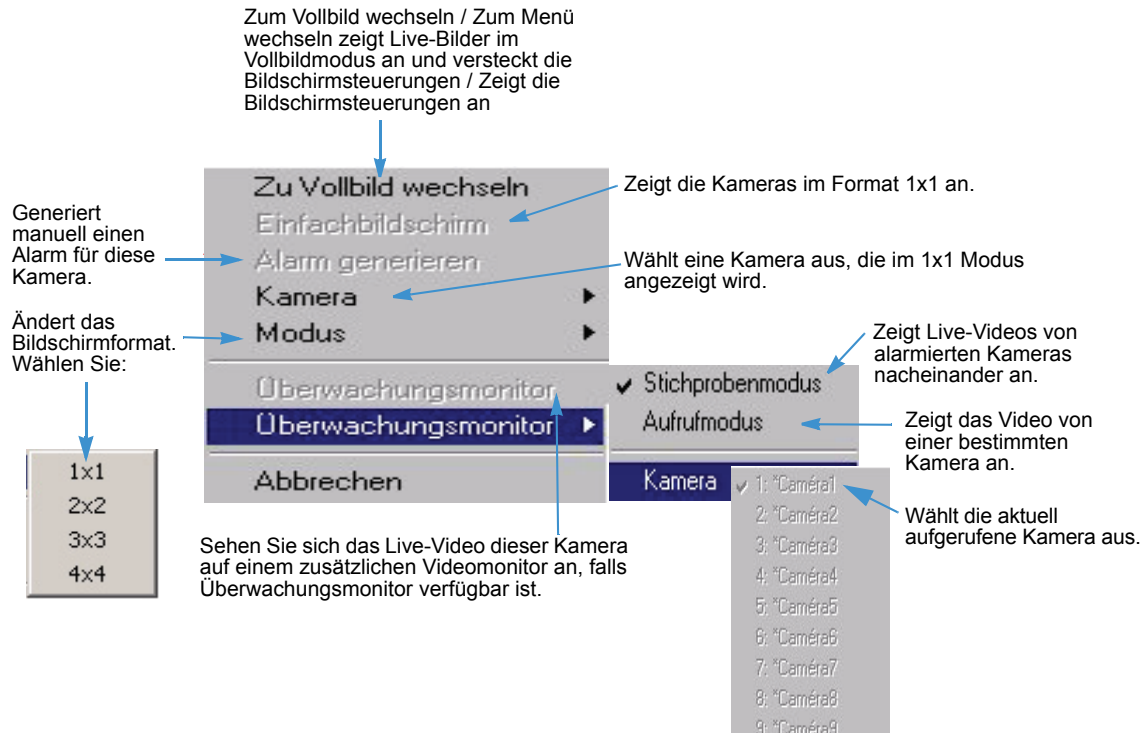 Zum Vollbild wechseln / Zum Menü
wechseln zeigt Live-Bilder im
Vollbildmodus an und versteckt die
Bildschirmsteuerungen / Zeigt die
Bildschirmsteuerungen an
Zu Vollbild wechseln
Einfachbildschirm
Alarm generieren
Kamera
Modus
Überwachungsmonitor
Überwachungsmonitor
Abbrechen
Zeigt die Kameras im Format 1x1 an.
Generiert
manuell einen
Alarm für diese
Kamera.
Wählt eine Kamera aus, die im 1x1 Modus
angezeigt wird.
Ändert das
Bildschirmformat.
Wählen Sie:
1x1
2x2
3x3
4x4
Zeigt Live-Videos von
alarmierten Kameras
nacheinander an.
Stichprobenmodus
Aufrufmodus
Kamera
Zeigt das Video von
einer bestimmten
Kamera an.
1: *Caméra1
2: *Caméra2
3: *Caméra3
4: *Caméra4
5: *Caméra5
6: *Caméra6
7: *Caméra7
8: *Caméra8
9: *Caméra9
Wählt die aktuell
aufgerufene Kamera aus.
Sehen Sie sich das Live-Video dieser Kamera
auf einem zusätzlichen Videomonitor an, falls
Überwachungsmonitor verfügbar ist.